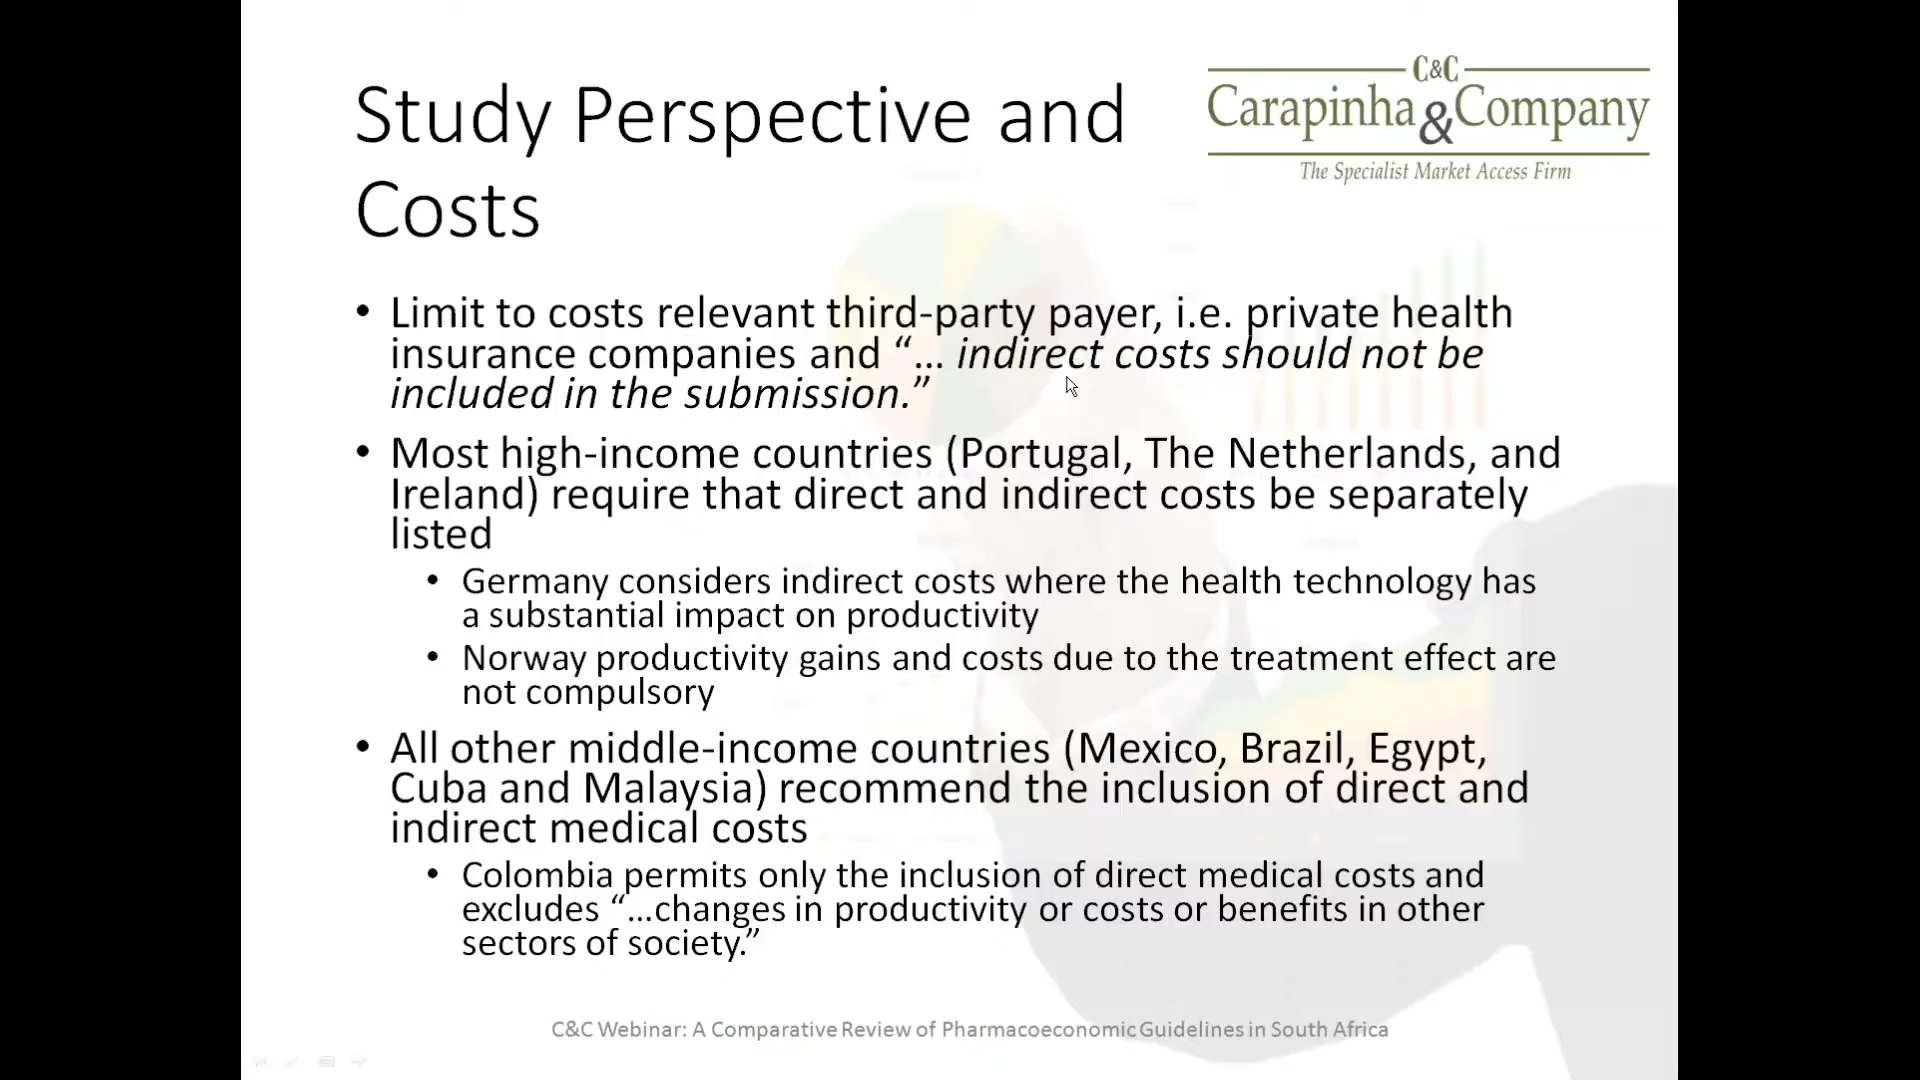 C&C
Carapinha & Company
The Specialist Market Access Firm
Study Perspective and
Costs
• Limit to costs relevant third-party payer, i.e. private health
insurance companies and “… indirect costs should not be
included in the submission.”
• Most high-income countries (Portugal, The Netherlands, and
Ireland) require that direct and indirect costs be separately
listed
• Germany considers indirect costs where the health technology has
a substantial impact on productivity
• Norway productivity gains and costs due to the treatment effect are
not compulsory
• All other middle-income countries (Mexico, Brazil, Egypt,
Cuba and Malaysia) recommend the inclusion of direct and
indirect medical costs
• Colombia permits only the inclusion of direct medical costs and
excludes “…changes in productivity or costs or benefits in other
sectors of society.”
C&C Webinar: A Comparative Review of Pharmacoeconomic Guidelines in South Africa